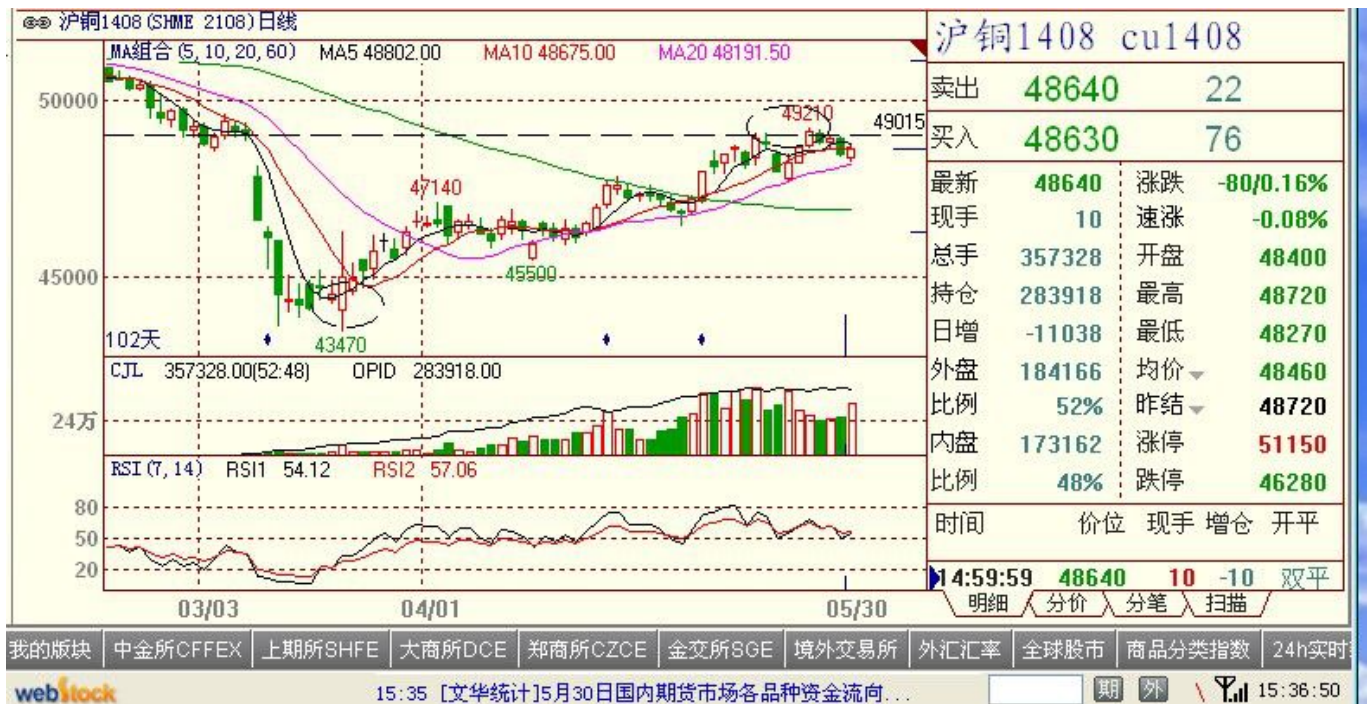 沪铜1408(SHME 2108)日线
MA组合(5,10,20,60) MA5 48802.00 MA10 48675.00 MA20 48191.50
50000
49210
49015
47140
45000
45500
102天
43470
CJL 357328.00(52:48) OPID 283918.00
24万
RSI(7,14) RSI1 54.12 RSI2 57.06
80
50
20
03/03 04/01 05/30
沪铜1408 cu1408
卖出 48640 22
买入 48630 76
最新 48640 涨跌 -80/0.16%
现手 10 速涨 -0.08%
总手 357328 开盘 48400
持仓 283918 最高 48720
日增 -11038 最低 48270
外盘 184166 均价 48460
比例 52% 昨结 48720
内盘 173162 涨停 51150
比例 48% 跌停 46280
时间 价位 现手 增仓 开平
14:59:59 48640 10 -10 双平
明细 分价 分笔 扫描
我的版块 中金所CFFEX 上期所SHFE 大商所DCE 郑商所CZCE 金交所SGE 境外交易所 外汇汇率 全球股市 商品分类指数 24h实时
webstock 15:35 [文华统计]5月30日国内期货市场各品种资金流向... 期 外 15:36:50